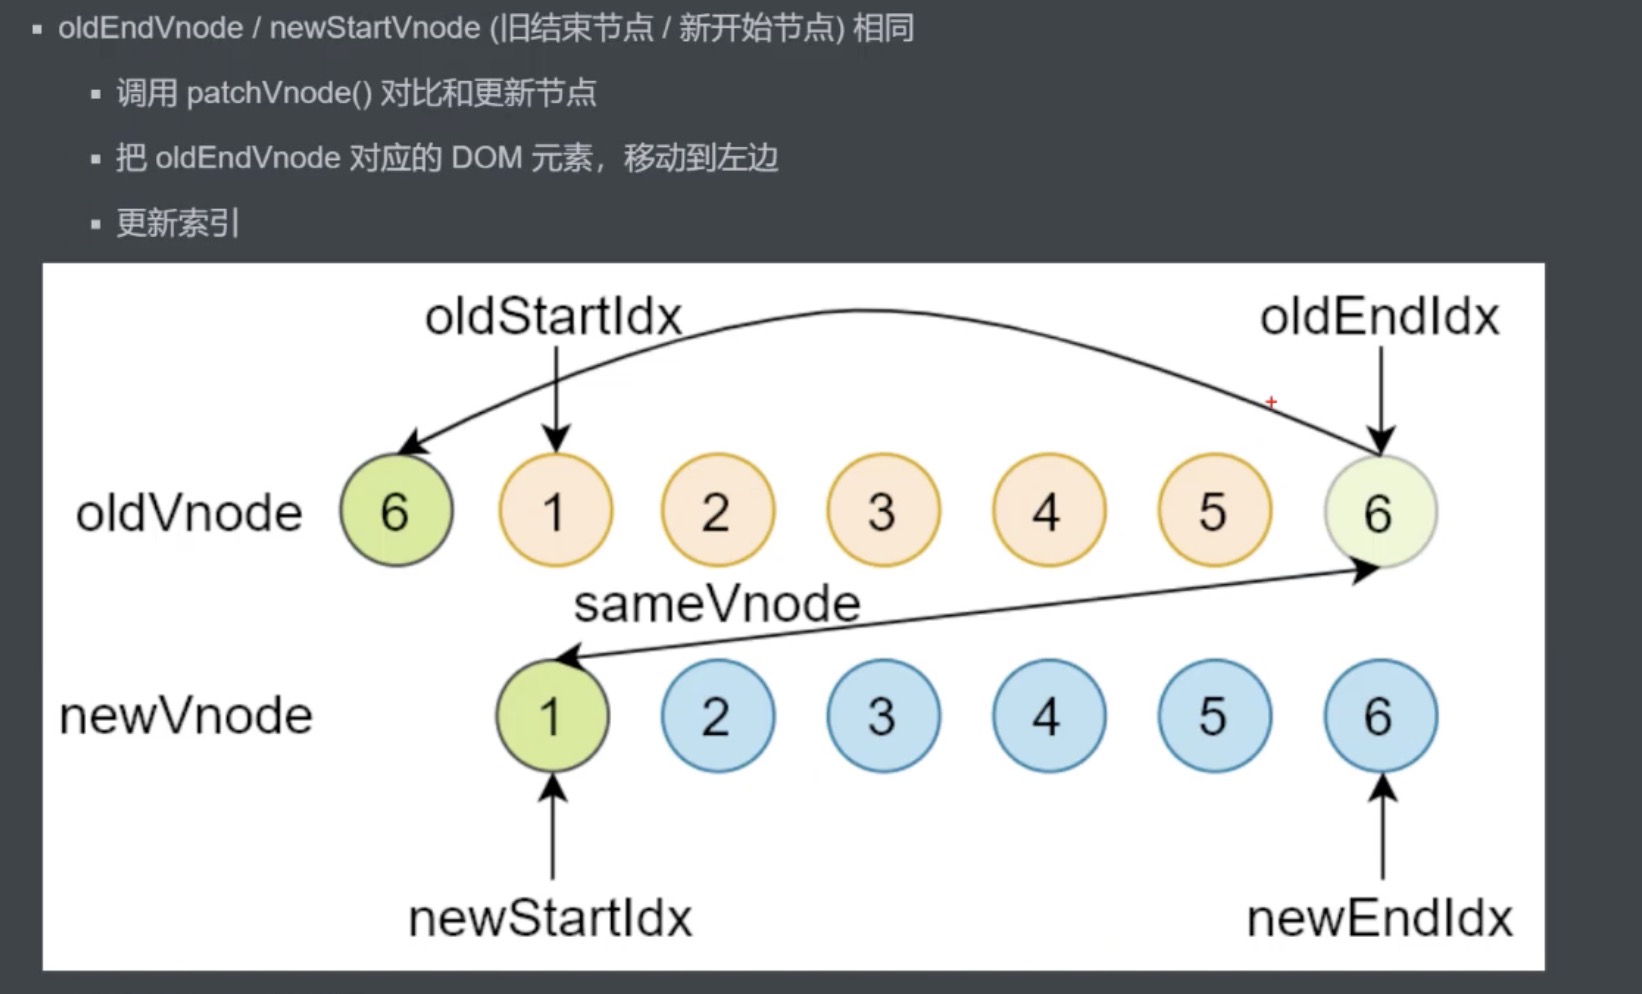 oldEndVnode / newStartVnode (旧结束节点 / 新开始节点) 相同
调用 patchVnode() 对比和更新节点
把 oldEndVnode 对应的 DOM 元素，移动到左边
更新索引
oldStartIdx oldEndIdx
oldVnode 6 1 2 3 4 5 6
sameVnode
newVnode 1 2 3 4 5 6
newStartIdx newEndIdx